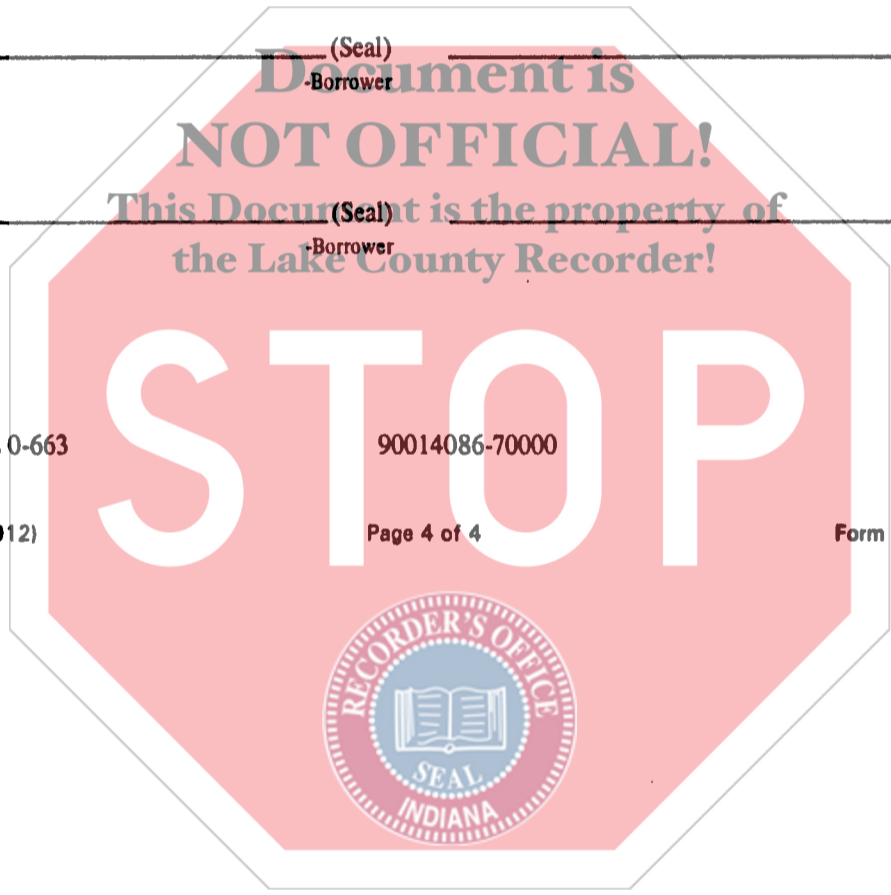 (Seal)
Document is
-Borrower
NOT OFFICIAL!
This Document is the property of
(Seal)
-Borrower
the Lake County Recorder!
STOP
0-663 90014086-70000
12) Page 4 of 4 Form
RECORDER'S OFFICE
SEAL
INDIANA